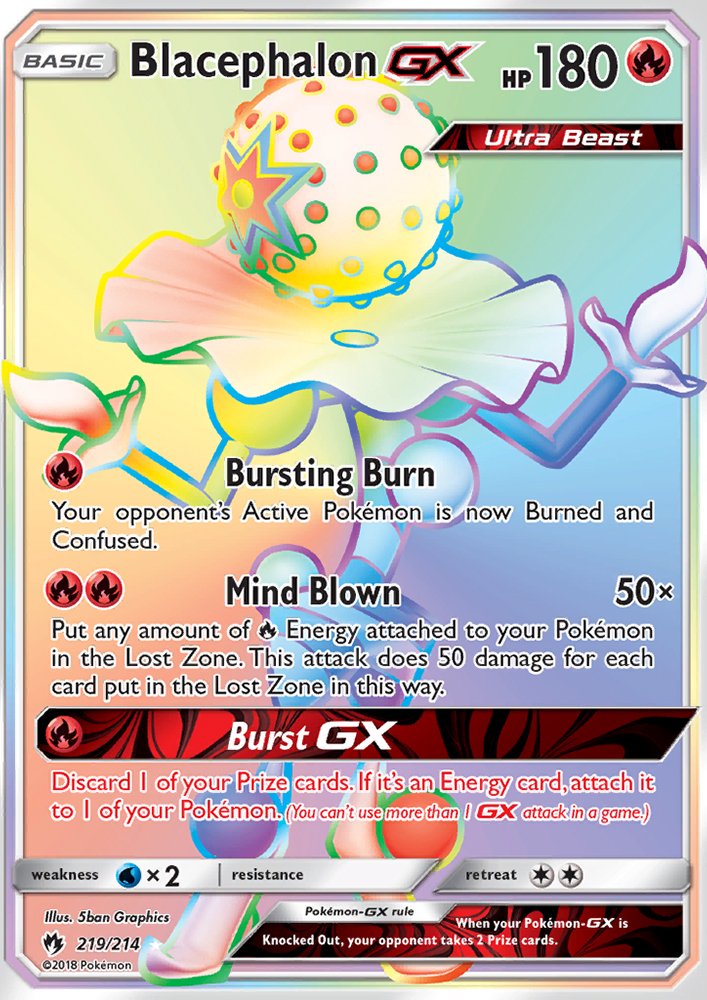 BASIC Blacephalon GX HP 180
Ultra Beast
Bursting Burn
Your opponent's Active Pokémon is now Burned and
Confused.
Mind Blown 50×
Put any amount of Energy attached to your Pokémon
in the Lost Zone. This attack does 50 damage for each
card put in the Lost Zone in this way.
Burst GX
Discard 1 of your Prize cards. If it's an Energy card, attach it
to 1 of your Pokémon. (You can't use more than 1 GX attack in a game.)
weakness ×2 resistance retreat
Illus. 5ban Graphics
219/214
©2018 Pokémon
Pokémon-GX rule
When your Pokémon-GX is
Knocked Out, your opponent takes 2 Prize cards.